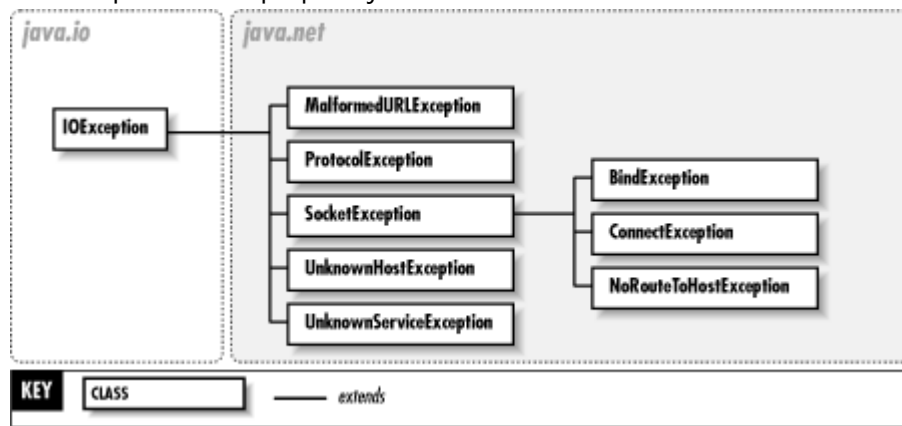 java.io
java.net
IOException
MalformedURLException
ProtocolException
SocketException
UnknownHostException
UnknownServiceException
BindException
ConnectException
NoRouteToHostException
KEY
CLASS
extends